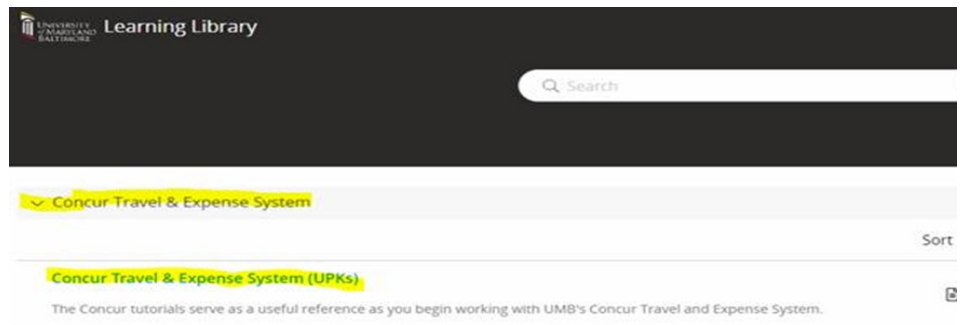 UNIVERSITY
of MARYLAND
BALTIMORE
Learning Library
Search
Concur Travel & Expense System
Sort
Concur Travel & Expense System (UPKs)
The Concur tutorials serve as a useful reference as you begin working with UMB's Concur Travel and Expense System.